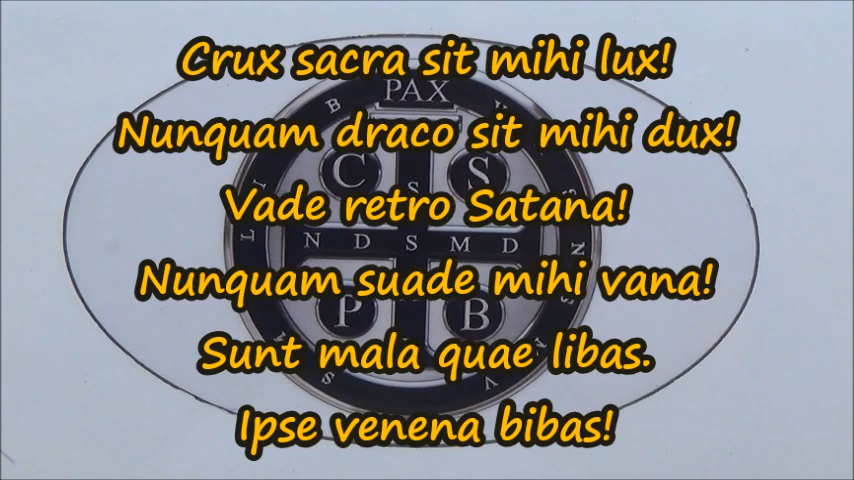 Crux sacra sit mihi lux!
PAX
Nunquam draco sit mihi dux!
C S
Vade retro Satana!
N D S M D
Nunquam suade mihi vana!
P B
Sunt mala quae libas.
Ipse venena bibas!